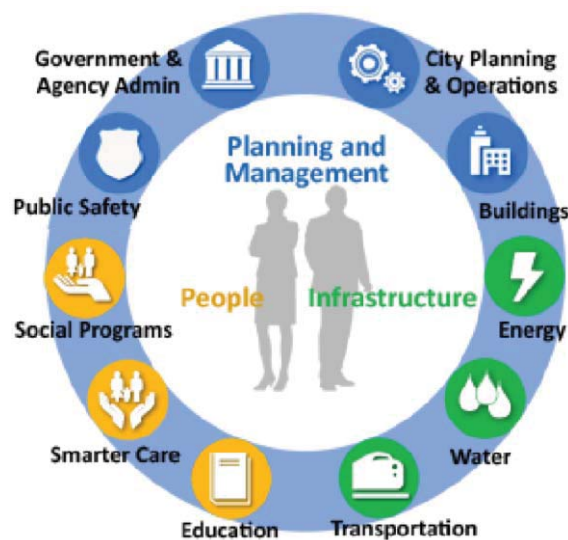 Government &
Agency Admin
City Planning
& Operations
Planning and
Management
Public Safety
Buildings
People
Infrastructure
Social Programs
Energy
Smarter Care
Water
Education
Transportation